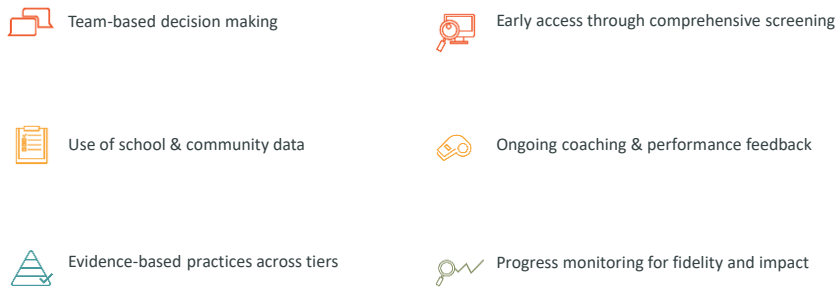 Team-based decision making
Early access through comprehensive screening
Use of school & community data
Ongoing coaching & performance feedback
Evidence-based practices across tiers
Progress monitoring for fidelity and impact